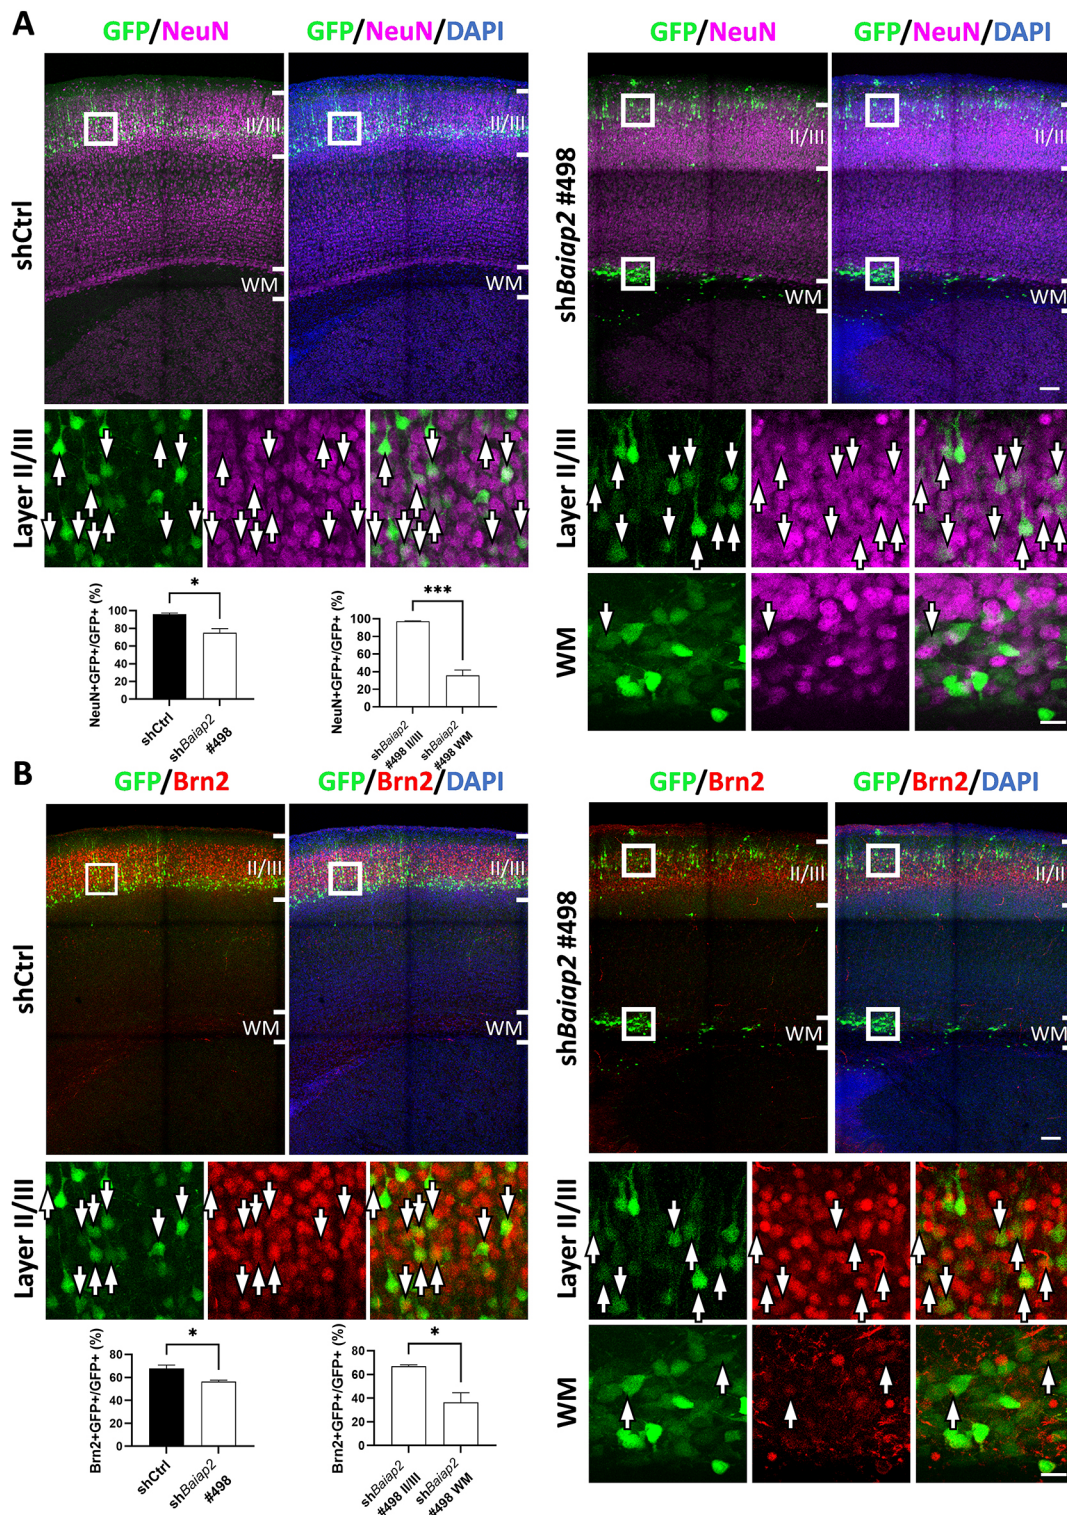 A
GFP/NeuN
GFP/NeuN/DAPI
GFP/NeuN
GFP/NeuN/DAPI
shCtrl
II/III
WM
WM
shBaiap2 #498
II/III
II/III
WM
WM
Layer II/III
Layer II/III
WM
NeuN+GFP+/GFP+ (%)
100
80
60
40
20
0
*
shCtrl
shBaiap2
#498
NeuN+GFP+/GFP+ (%)
100
80
60
40
20
0
***
shBaiap2
#498 II/III
shBaiap2
#498 WM
B
GFP/Brn2
GFP/Brn2/DAPI
GFP/Brn2
GFP/Brn2/DAPI
shCtrl
II/III
II/III
WM
WM
shBaiap2 #498
II/III
II/II
WM
WM
Layer II/III
Layer II/III
WM
Brn2+GFP+/GFP+ (%)
80
60
40
20
0
*
shCtrl
shBaiap2
#498
Brn2+GFP+/GFP+ (%)
80
60
40
20
0
*
shBaiap2
#498 II/III
shBaiap2
#498 WM